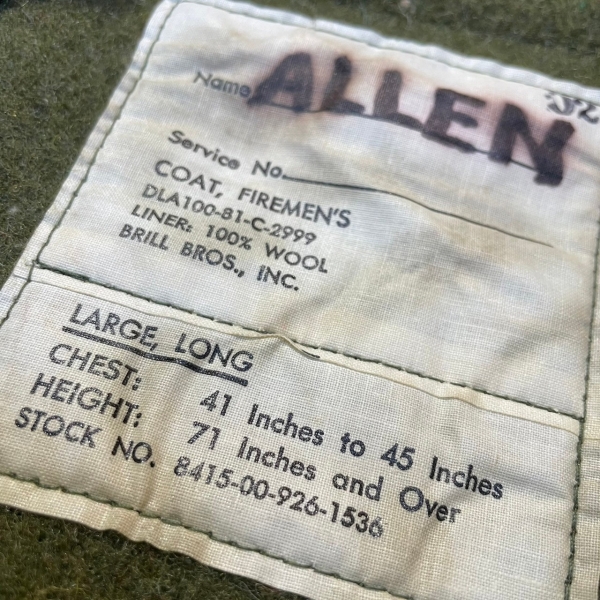 Name ALLEN
Service No.
COAT, FIREMEN'S
DLA100-81-C-2999
LINER: 100% WOOL
BRILL BROS., INC.
LARGE, LONG
CHEST: 41 Inches to 45 Inches
HEIGHT: 71 Inches and Over
STOCK NO. 8415-00-926-1536